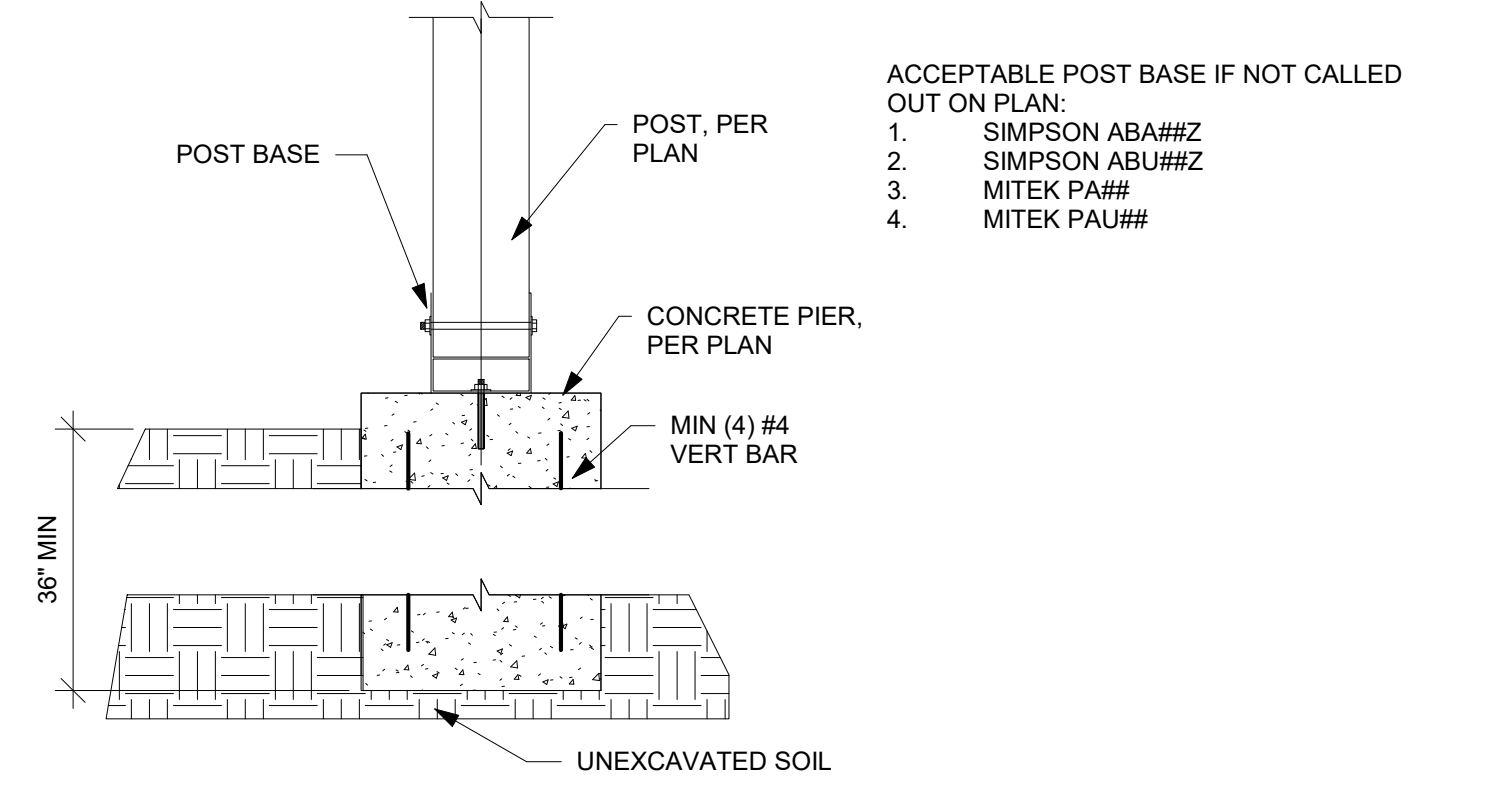 ACCEPTABLE POST BASE IF NOT CALLED
OUT ON PLAN:
1. SIMPSON ABA##Z
2. SIMPSON ABU##Z
3. MITEK PA##
4. MITEK PAU##
POST, PER
PLAN
POST BASE
CONCRETE PIER,
PER PLAN
MIN (4) #4
VERT BAR
36" MIN
UNEXCAVATED SOIL